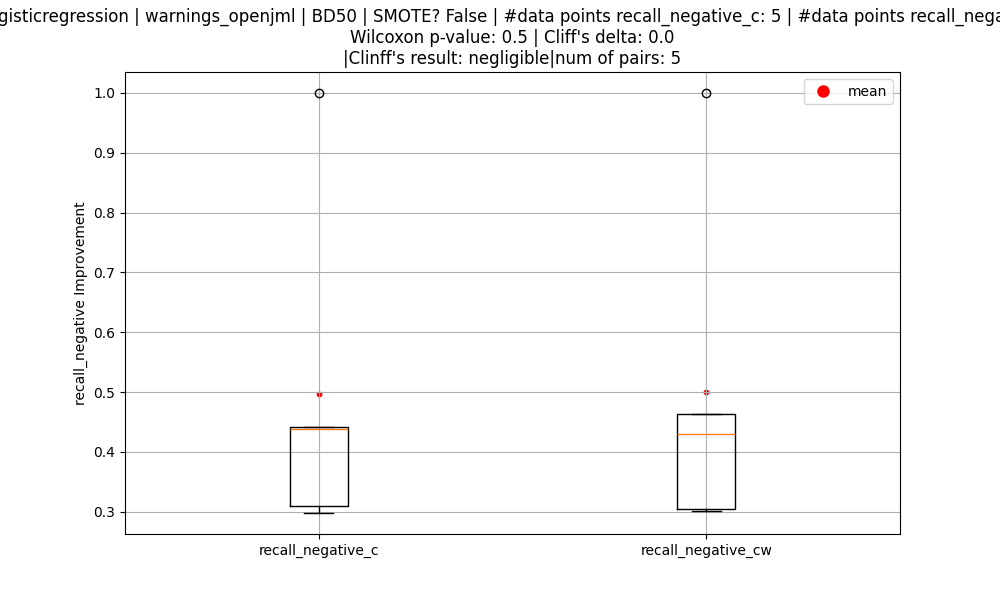 gisticregression | warnings_openjml | BD50 | SMOTE? False | #data points recall_negative_c: 5 | #data points recall_nega
Wilcoxon p-value: 0.5 | Cliff's delta: 0.0
|Clinff's result: negligible|num of pairs: 5
mean
1.0
0.9
0.8
0.7
0.6
0.5
0.4
0.3
recall_negative Improvement
recall_negative_c
recall_negative_cw